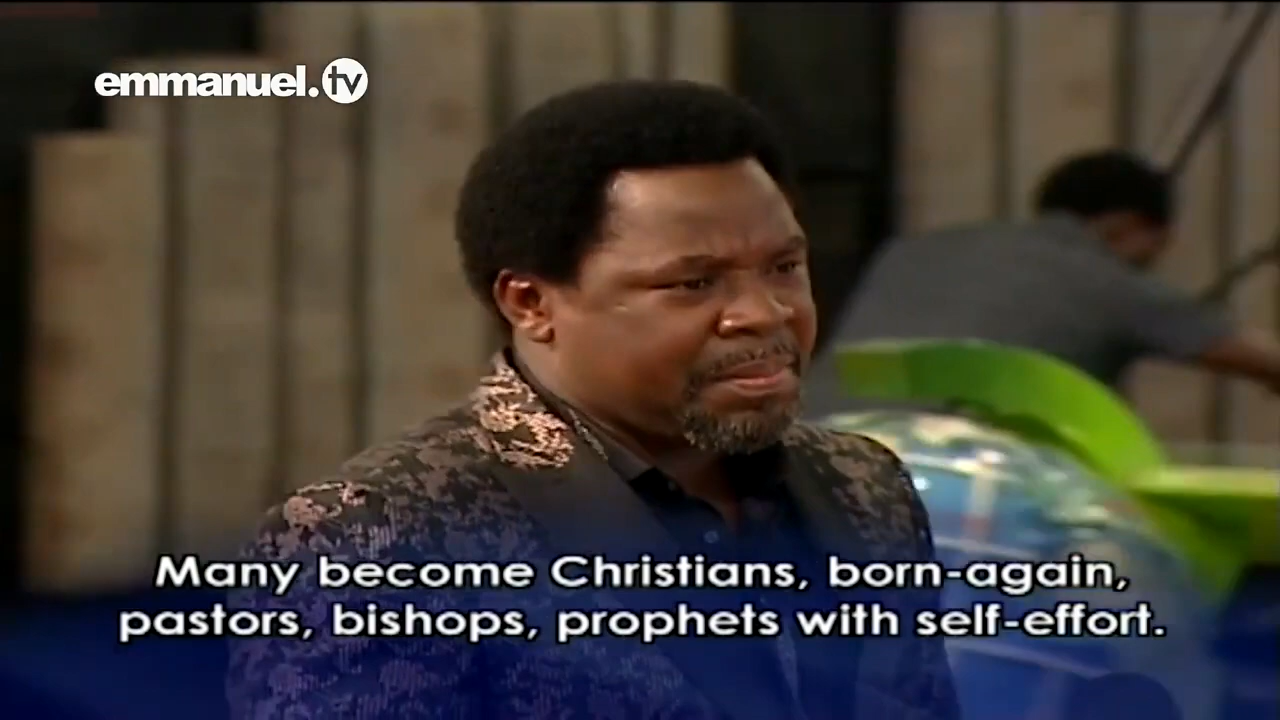 emmanuel.tv
Many become Christians, born-again,
pastors, bishops, prophets with self-effort.